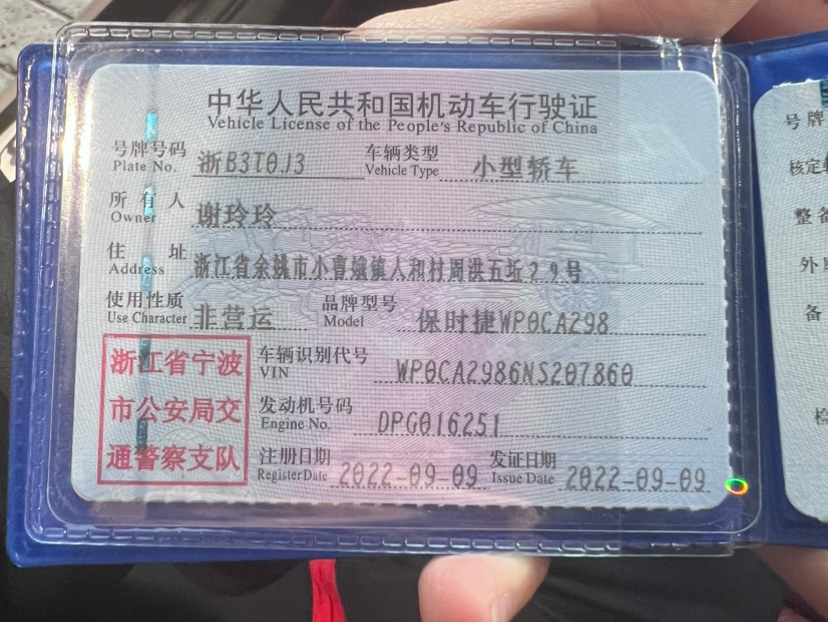 中华人民共和国机动车行驶证
Vehicle License of the People's Republic of China
号牌号码 浙B3T0J3 车辆类型 小型轿车
Plate No. Vehicle Type
所有人 谢玲玲
Owner
住址 浙江省余姚市小曹娥镇人和村周洪五坵29号
Address
使用性质 非营运 品牌型号 保时捷WP0CA298
Use Character Model
浙江省宁波
市公安局交
通警察支队
车辆识别代号 WP0CA2986NS207860
VIN
发动机号码 DPG016251
Engine No.
注册日期 2022-09-09 发证日期 2022-09-09
Register Date Issue Date
号牌
核定
整备
外
备
检